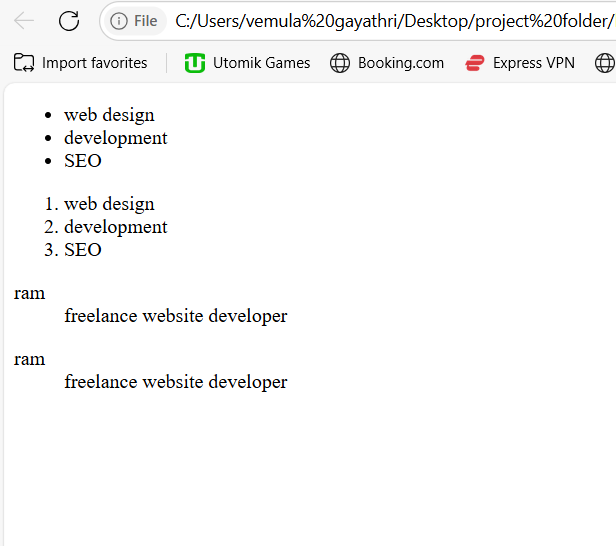 File C:/Users/vemula%20gayathri/Desktop/project%20folder/
Import favorites Utomik Games Booking.com Express VPN
• web design
• development
• SEO
1. web design
2. development
3. SEO
ram
freelance website developer
ram
freelance website developer